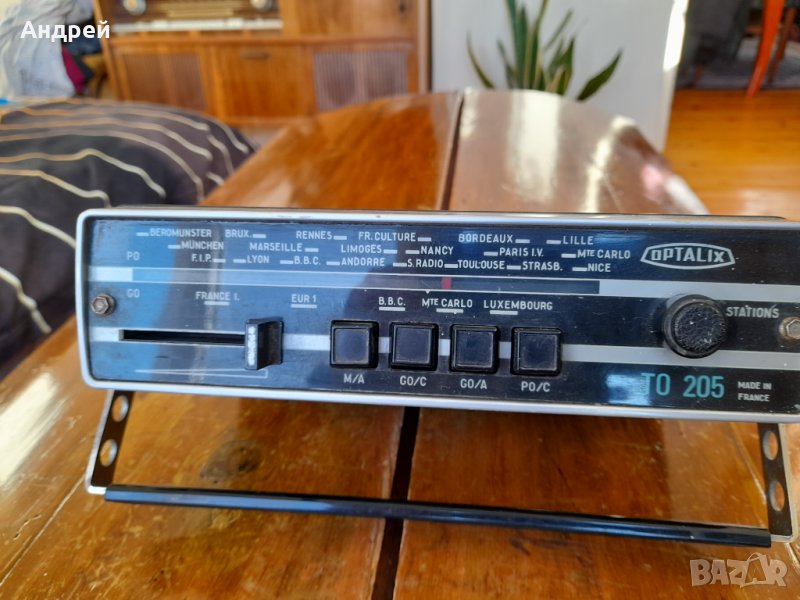 Андрей
BEROMUNSTER BRUX. RENNES FR. CULTURE BORDEAUX LILLE
MÜNCHEN MARSEILLE LIMOGES NANCY PARIS I.V. MTE CARLO
PO F.I.P. LYON B.B.C. ANDORRE S. RADIO TOULOUSE STRASB. NICE
OPTALIX
GO FRANCE I. EUR 1 B.B.C. MTE CARLO LUXEMBOURG
STATIONS
M/A GO/C GO/A PO/C
TO 205 MADE IN
FRANCE
BAZAR